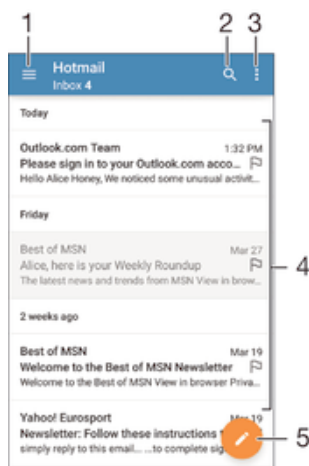 1
2
3
Hotmail
Inbox 4
Today
Outlook.com Team 1:32 PM
Please sign in to your Outlook.com acco...
Hello Alice Honey, We noticed some unusual activit...
Friday
Best of MSN Mar 27
Alice, here is your Weekly Roundup
The latest news and trends from MSN View in brow...
4
2 weeks ago
Best of MSN Mar 19
Welcome to the Best of MSN Newsletter
Welcome to the Best of MSN View in browser Priva...
Yahoo! Eurosport Mar 19
Newsletter: Follow these instructions
5
simply reply to this email... ...to complete sig